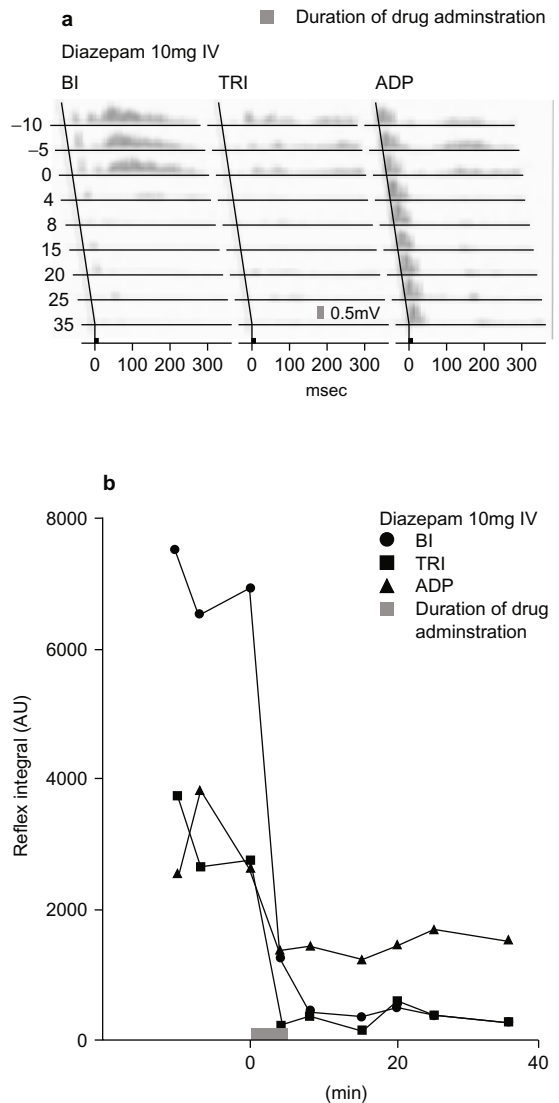 a
Duration of drug adminstration
Diazepam 10mg IV
BI TRI ADP
–10
–5
0
4
8
15
20
25
0.5mV
35
0 100 200 300 0 100 200 300 0 100 200 300
msec
b
8000
Diazepam 10mg IV
BI
TRI
ADP
Duration of drug
adminstration
6000
4000
2000
0
Reflex integral (AU)
0 20 40
(min)